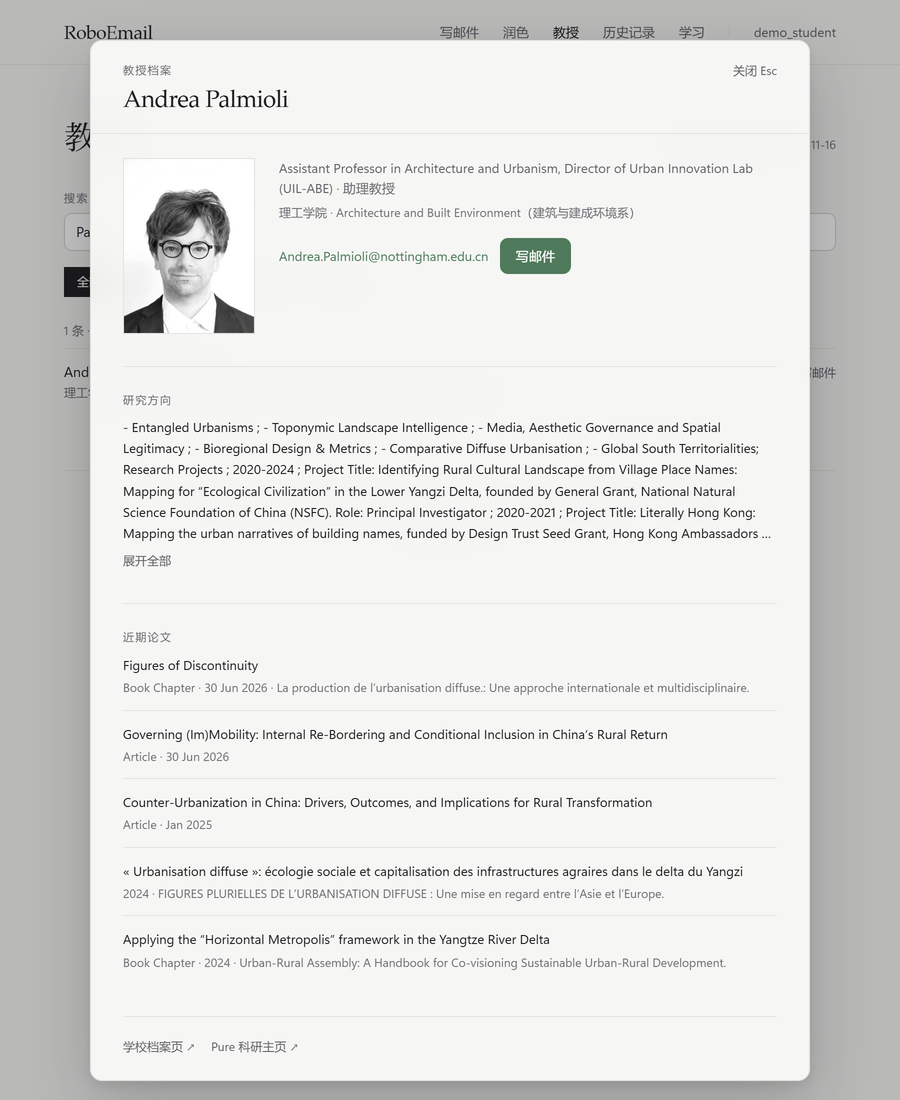 RoboEmail
写邮件
润色
教授
历史记录
学习
demo_student
教授档案
关闭 Esc
Andrea Palmioli
教
11-16
搜索
Pa
全
1 条 ·
And
理工
邮件
Assistant Professor in Architecture and Urbanism, Director of Urban Innovation Lab
(UIL-ABE) · 助理教授
理工学院 · Architecture and Built Environment（建筑与建成环境系）
Andrea.Palmioli@nottingham.edu.cn
写邮件
研究方向
- Entangled Urbanisms ; - Toponymic Landscape Intelligence ; - Media, Aesthetic Governance and Spatial
Legitimacy ; - Bioregional Design & Metrics ; - Comparative Diffuse Urbanisation ; - Global South Territorialities;
Research Projects ; 2020-2024 ; Project Title: Identifying Rural Cultural Landscape from Village Place Names:
Mapping for “Ecological Civilization” in the Lower Yangzi Delta, founded by General Grant, National Natural
Science Foundation of China (NSFC). Role: Principal Investigator ; 2020-2021 ; Project Title: Literally Hong Kong:
Mapping the urban narratives of building names, funded by Design Trust Seed Grant, Hong Kong Ambassadors ...
展开全部
近期论文
Figures of Discontinuity
Book Chapter · 30 Jun 2026 · La production de l’urbanisation diffuse.: Une approche internationale et multidisciplinaire.
Governing (Im)Mobility: Internal Re-Bordering and Conditional Inclusion in China’s Rural Return
Article · 30 Jun 2026
Counter-Urbanization in China: Drivers, Outcomes, and Implications for Rural Transformation
Article · Jan 2025
« Urbanisation diffuse »: écologie sociale et capitalisation des infrastructures agraires dans le delta du Yangzi
2024 · FIGURES PLURIELLES DE L’URBANISATION DIFFUSE : Une mise en regard entre l’Asie et l’Europe.
Applying the “Horizontal Metropolis” framework in the Yangtze River Delta
Book Chapter · 2024 · Urban-Rural Assembly: A Handbook for Co-visioning Sustainable Urban-Rural Development.
学校档案页 ↗
Pure 科研主页 ↗